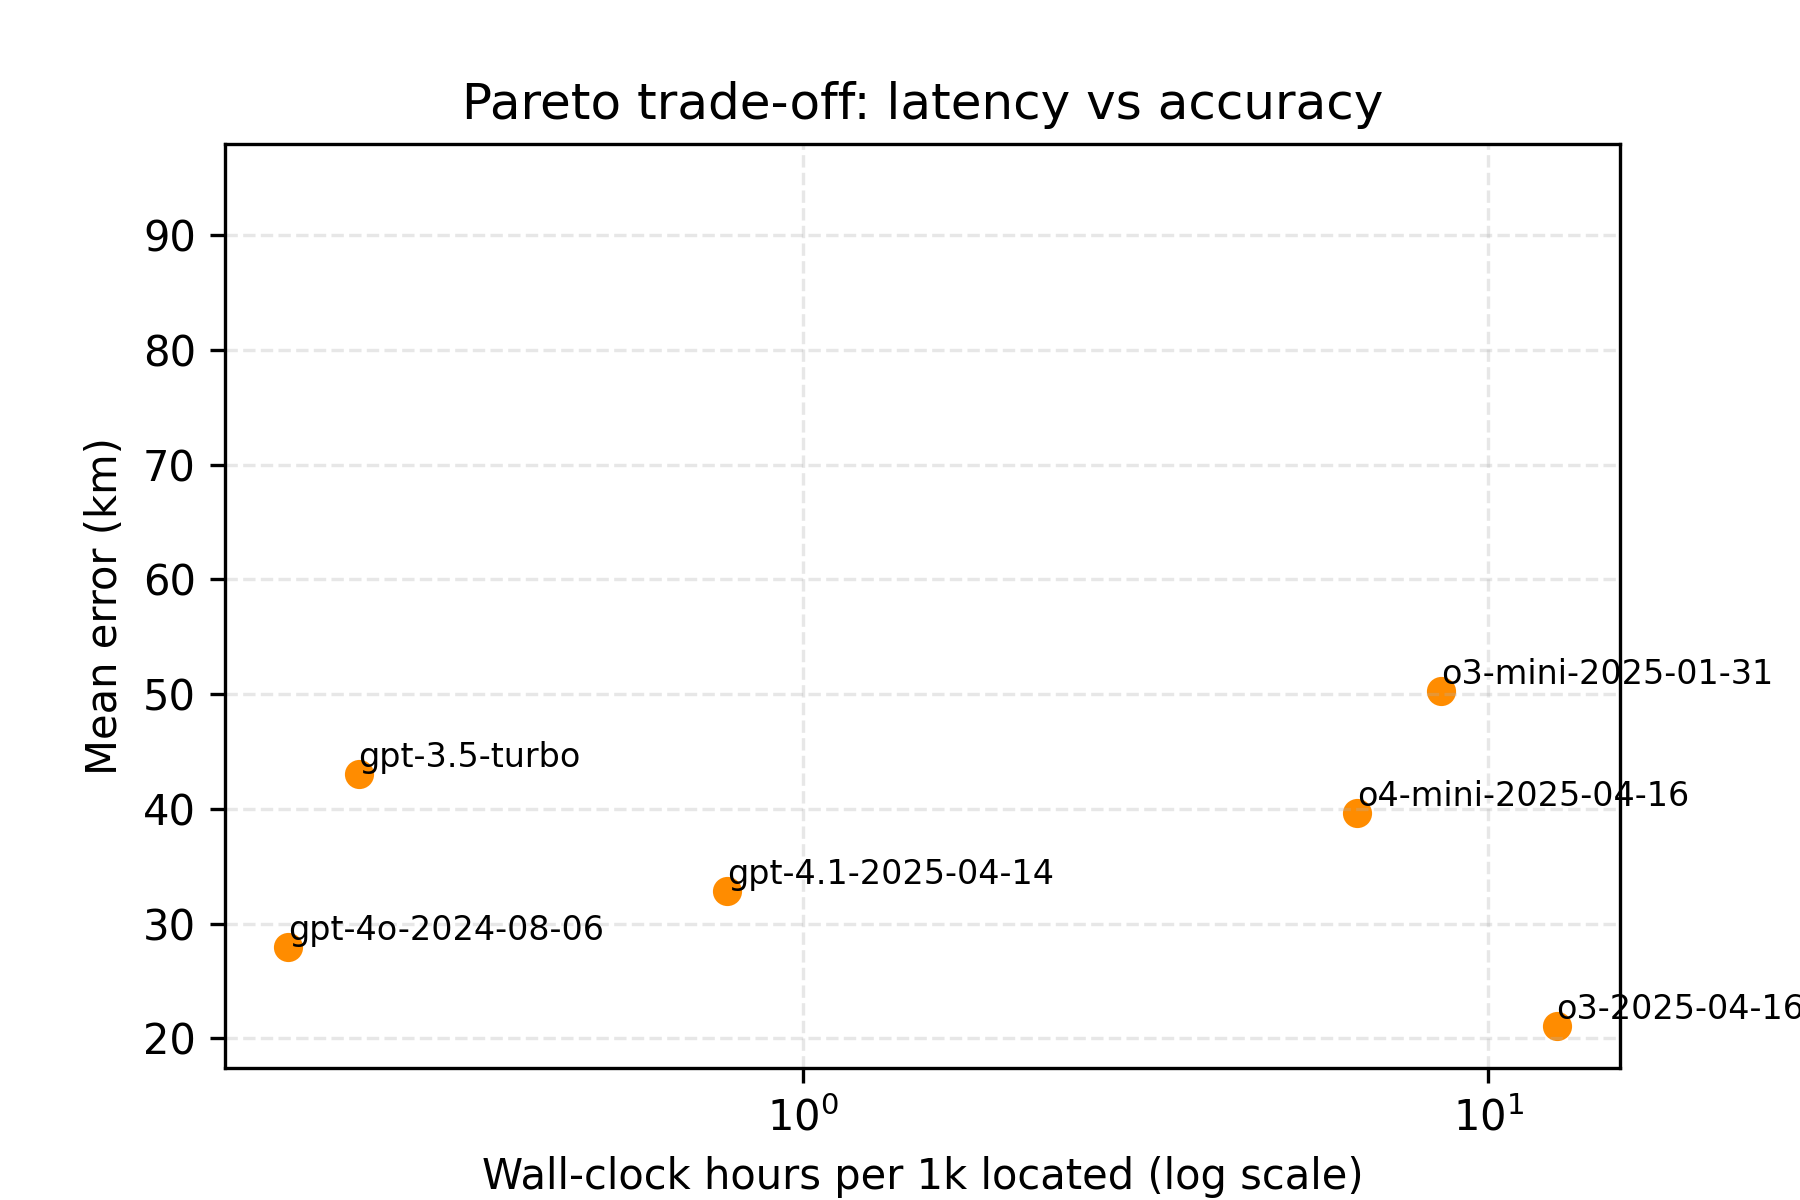 Pareto trade-off: latency vs accuracy
90
80
70
60
50
40
30
20
Mean error (km)
o3-mini-2025-01-31
gpt-3.5-turbo
o4-mini-2025-04-16
gpt-4.1-2025-04-14
gpt-4o-2024-08-06
o3-2025-04-16
10⁰
10¹
Wall-clock hours per 1k located (log scale)